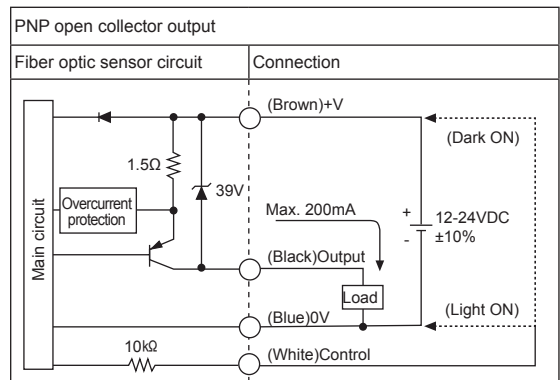 PNP open collector output
Fiber optic sensor circuit
Connection
(Brown)+V
(Dark ON)
1.5Ω
39V
Overcurrent
protection
Main circuit
Max. 200mA
+
12-24VDC
-
±10%
(Black)Output
Load
(Light ON)
(Blue)0V
10kΩ
(White)Control